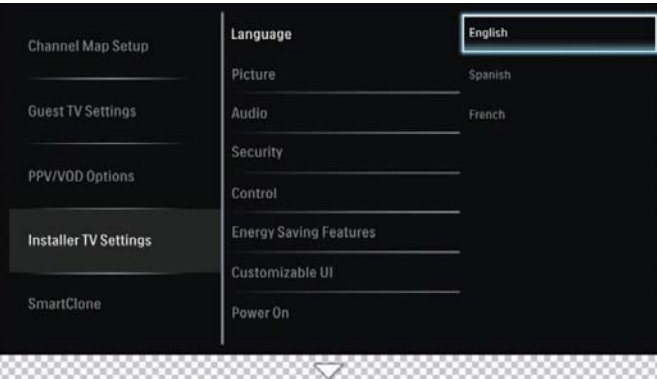 Channel Map Setup
Guest TV Settings
PPV/VOD Options
Installer TV Settings
SmartClone
Language
Picture
Audio
Security
Control
Energy Saving Features
Customizable UI
Power On
English
Spanish
French